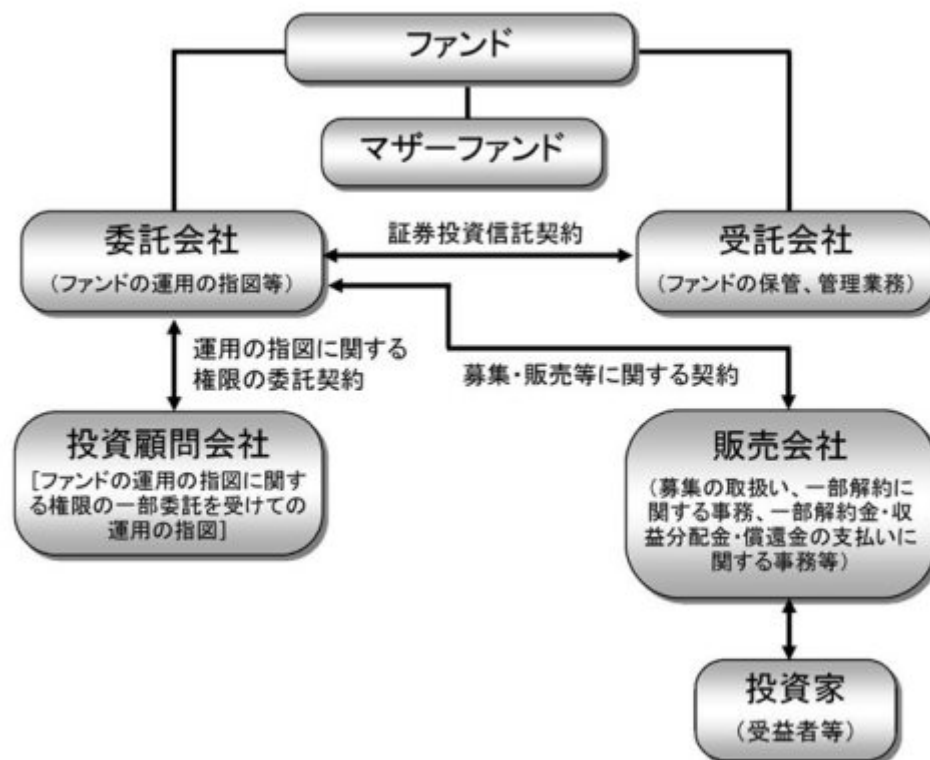 ファンド
マザーファンド
委託会社
(ファンドの運用の指図等)
証券投資信託契約
受託会社
(ファンドの保管、管理業務)
運用の指図に関する
権限の委託契約
募集・販売等に関する契約
投資顧問会社
[ファンドの運用の指図に関す
る権限の一部委託を受けての
運用の指図]
販売会社
(募集の取扱い、一部解約に
関する事務、一部解約金・収
益分配金・償還金の支払いに
関する事務等)
投資家
(受益者等)